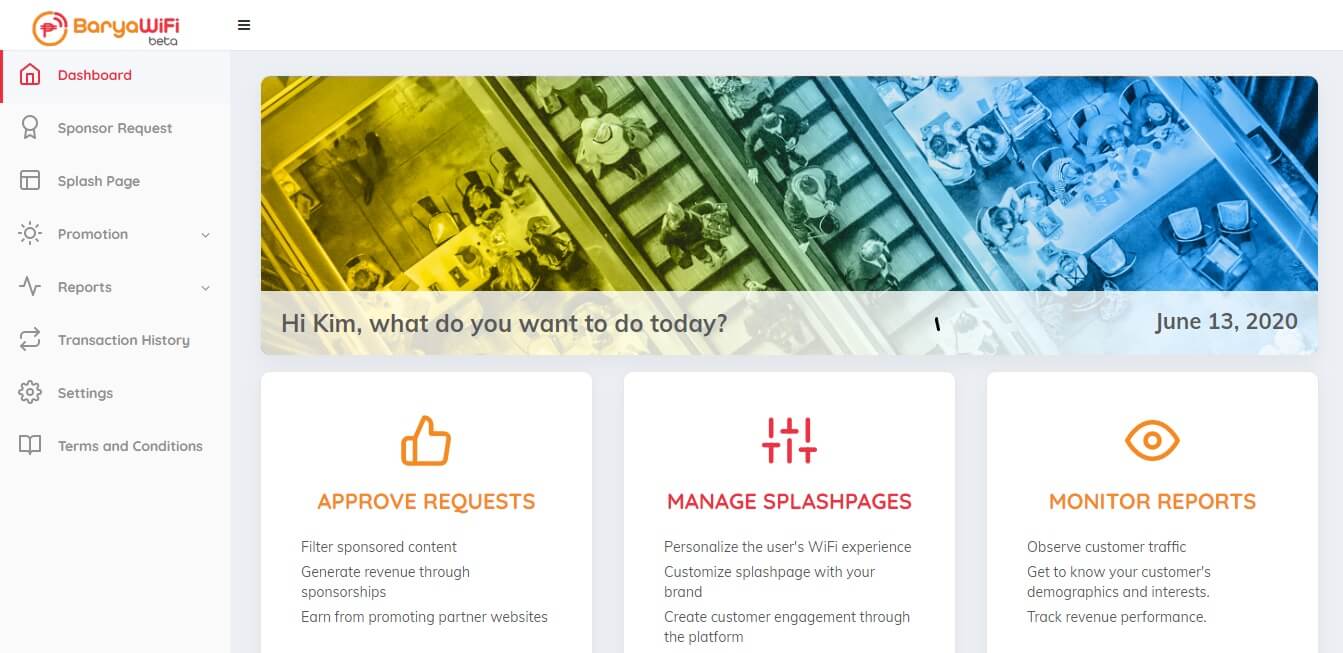 BaryaWiFi
beta
Dashboard
Sponsor Request
Splash Page
Promotion
Reports
Transaction History
Settings
Terms and Conditions
Hi Kim, what do you want to do today?
June 13, 2020
APPROVE REQUESTS
Filter sponsored content
Generate revenue through
sponsorships
Earn from promoting partner websites
MANAGE SPLASHPAGES
Personalize the user's WiFi experience
Customize splashpage with your
brand
Create customer engagement through
the platform
MONITOR REPORTS
Observe customer traffic
Get to know your customer's
demographics and interests.
Track revenue performance.